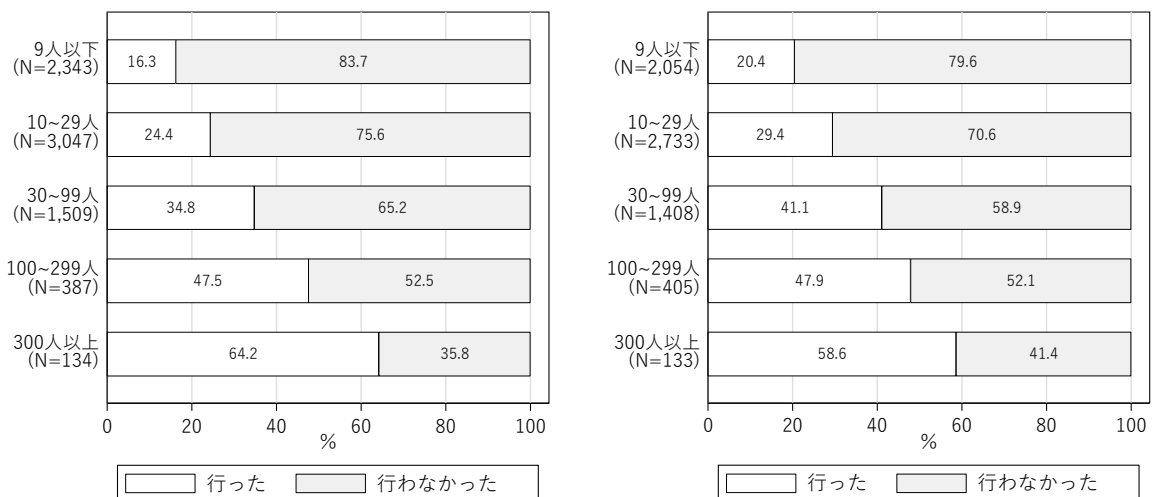 9人以下
(N=2,343)
16.3
83.7
10~29人
(N=3,047)
24.4
75.6
30~99人
(N=1,509)
34.8
65.2
100~299人
(N=387)
47.5
52.5
300人以上
(N=134)
64.2
35.8
0 20 40 60 80 100
%
行った 行わなかった
9人以下
(N=2,054)
20.4
79.6
10~29人
(N=2,733)
29.4
70.6
30~99人
(N=1,408)
41.1
58.9
100~299人
(N=405)
47.9
52.1
300人以上
(N=133)
58.6
41.4
0 20 40 60 80 100
%
行った 行わなかった